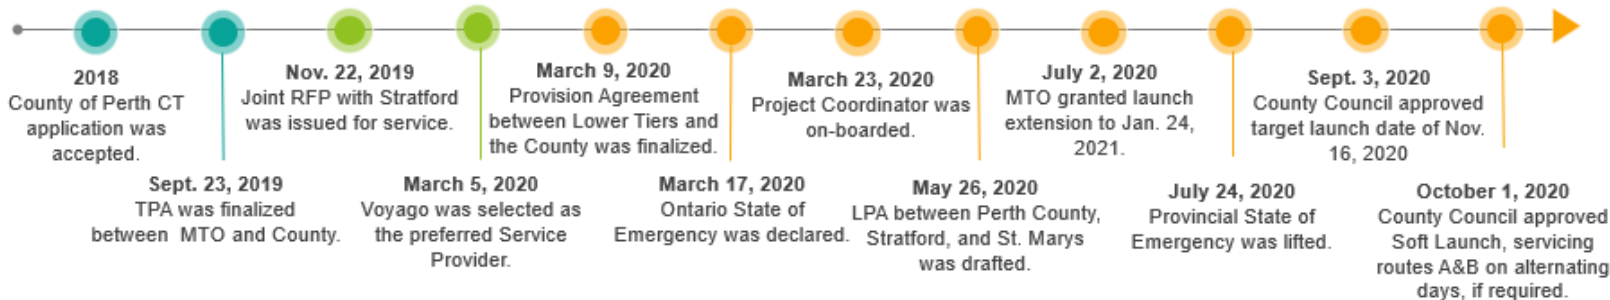 2018
County of Perth CT
application was
accepted.
Sept. 23, 2019
TPA was finalized
between MTO and County.
Nov. 22, 2019
Joint RFP with Stratford
was issued for service.
March 5, 2020
Voyago was selected as
the preferred Service
Provider.
March 9, 2020
Provision Agreement
between Lower Tiers and
the County was finalized.
March 17, 2020
Ontario State of
Emergency was declared.
March 23, 2020
Project Coordinator was
on-boarded.
May 26, 2020
LPA between Perth County,
Stratford, and St. Marys
was drafted.
July 2, 2020
MTO granted launch
extension to Jan. 24,
2021.
July 24, 2020
Provincial State of
Emergency was lifted.
Sept. 3, 2020
County Council approved
target launch date of Nov.
16, 2020
October 1, 2020
County Council approved
Soft Launch, servicing
routes A&B on alternating
days, if required.